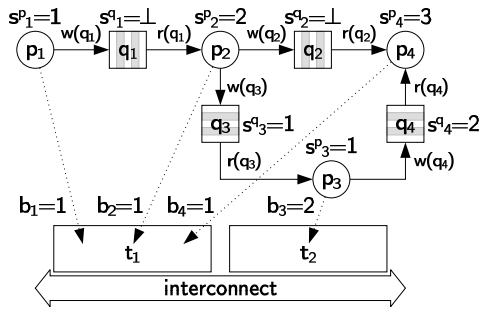 s^p_1=1 s^q_1=⊥ s^p_2=2 s^q_2=⊥ s^p_4=3
p_1 w(q_1) q_1 r(q_1) p_2 w(q_2) q_2 r(q_2) p_4
w(q_3) r(q_4)
q_3 s^q_3=1 q_4 s^q_4=2
r(q_3) s^p_3=1 w(q_4)
p_3
b_1=1 b_2=1 b_4=1 b_3=2
t_1 t_2
interconnect